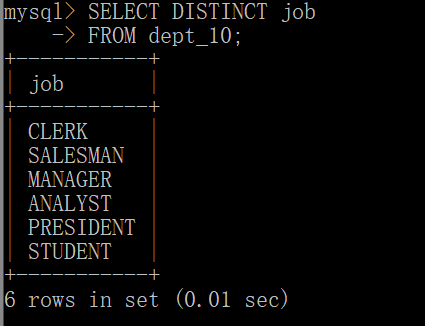 mysql> SELECT DISTINCT job
    -> FROM dept_10;
+-----------+
| job       |
+-----------+
| CLERK     |
| SALESMAN  |
| MANAGER   |
| ANALYST   |
| PRESIDENT |
| STUDENT   |
+-----------+
6 rows in set (0.01 sec)